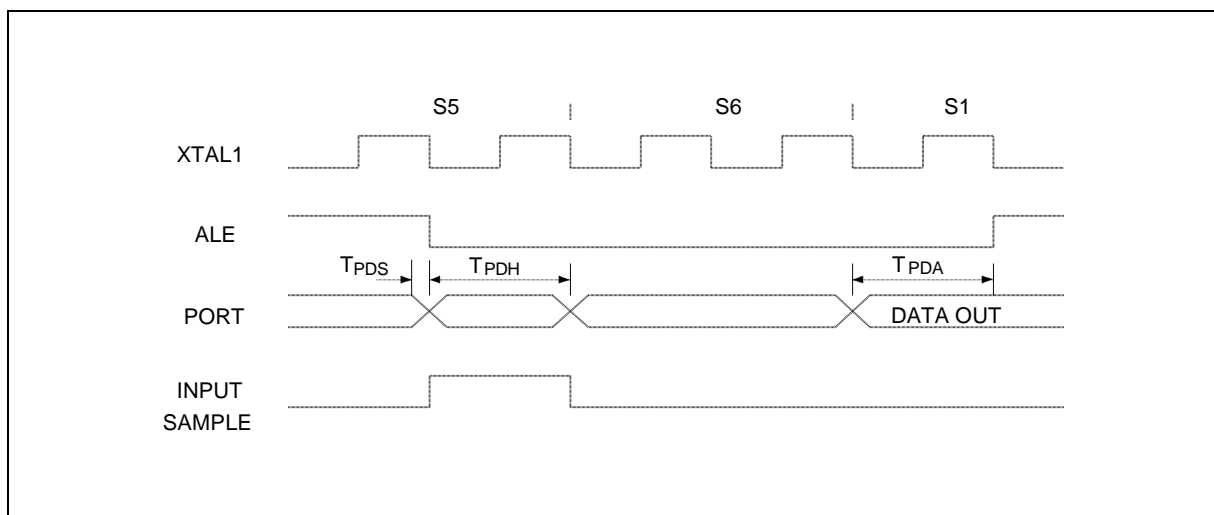 S5 S6 S1
XTAL1
ALE
TPDS TPDH TPDA
PORT DATA OUT
INPUT
SAMPLE